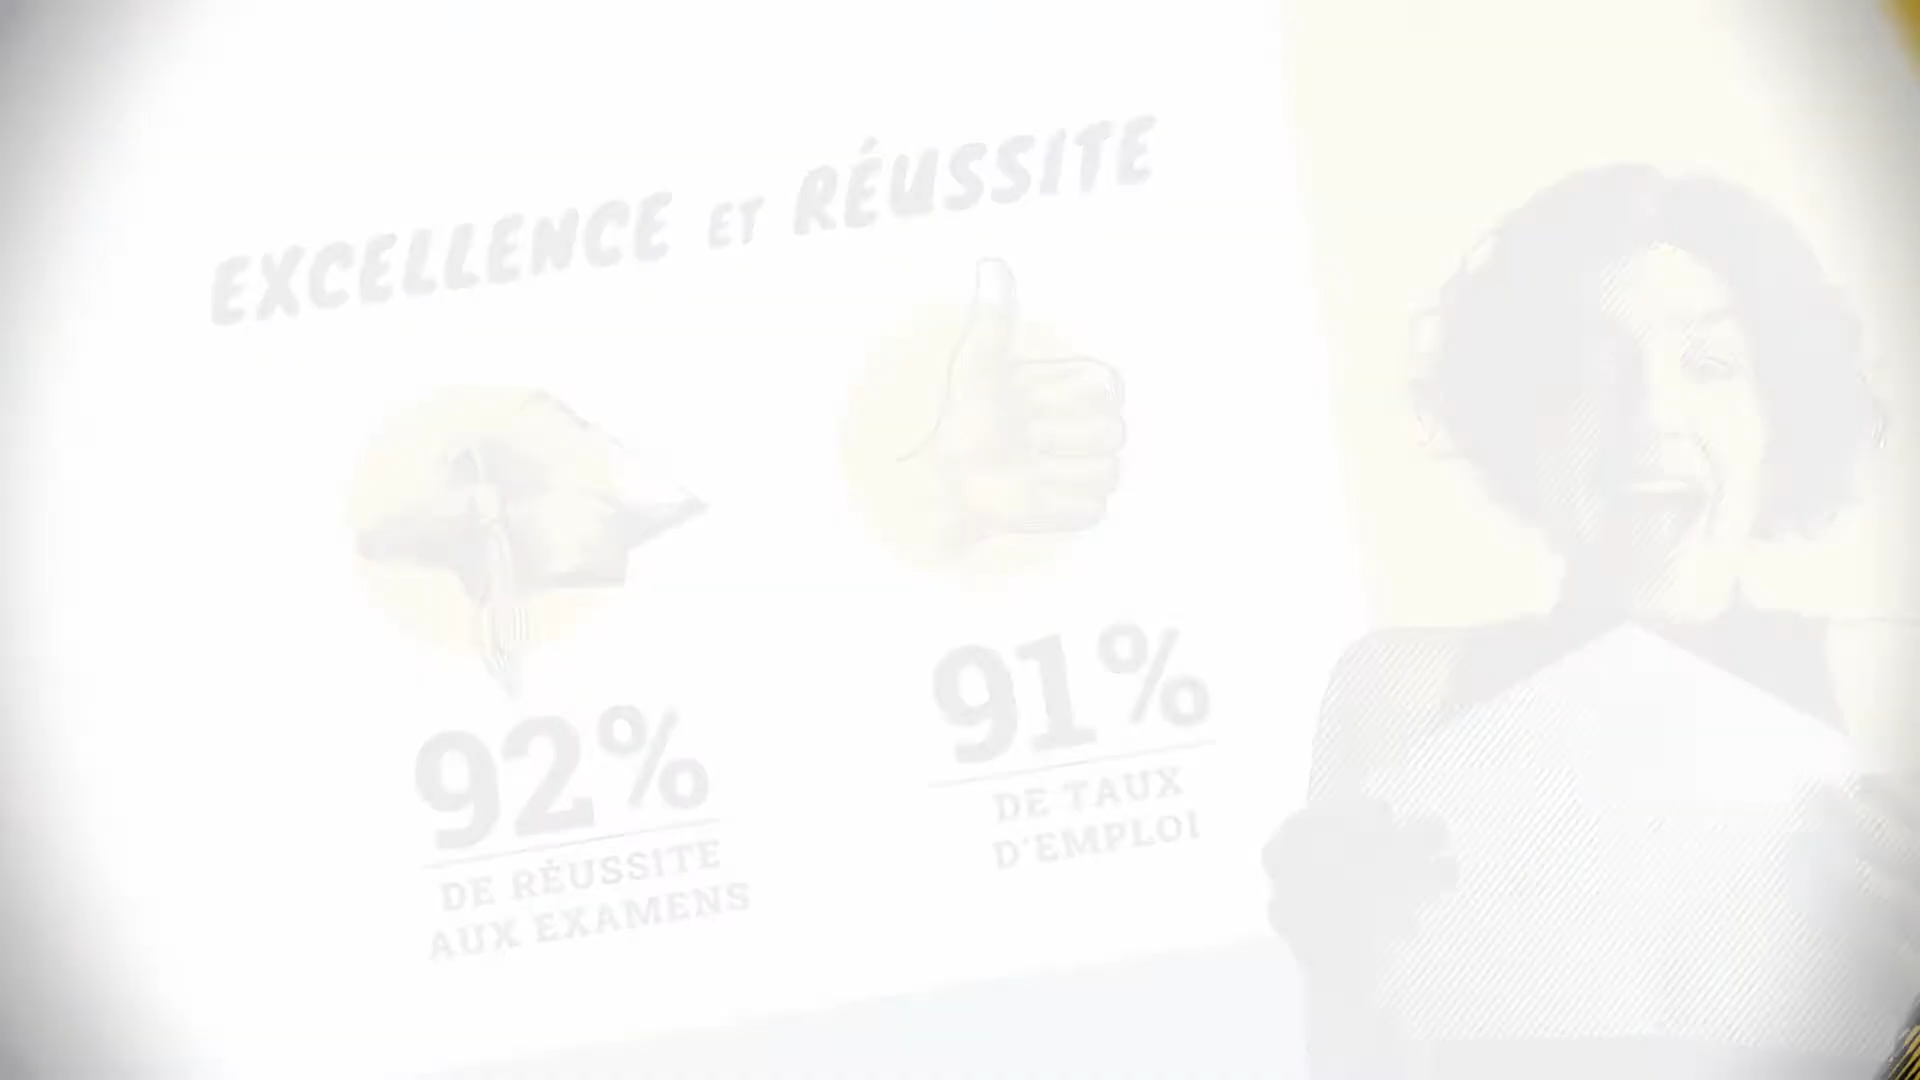 EXCELLENCE ET RÉUSSITE
92%
DE RÉUSSITE
AUX EXAMENS
91%
DE TAUX
D'EMPLOI